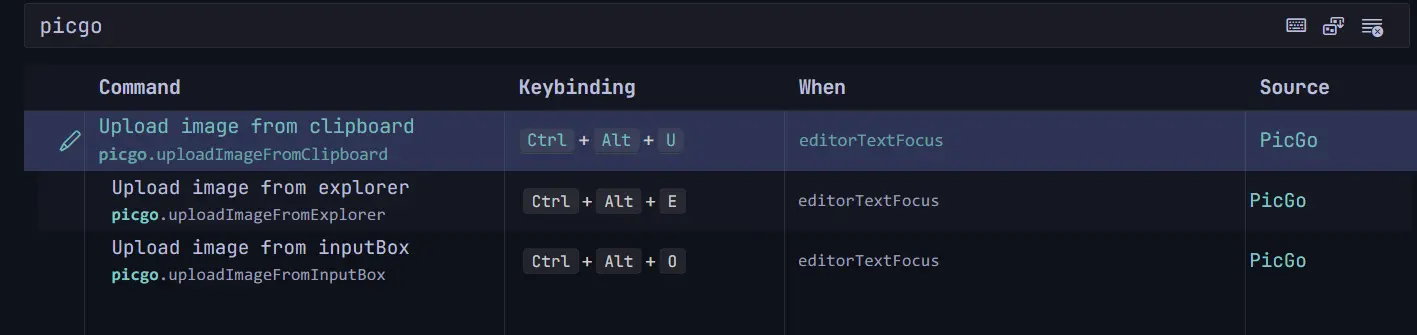 picgo
Command Keybinding When Source
Upload image from clipboard
picgo.uploadImageFromClipboard
Ctrl + Alt + U editorTextFocus PicGo
Upload image from explorer
picgo.uploadImageFromExplorer
Ctrl + Alt + E editorTextFocus PicGo
Upload image from inputBox
picgo.uploadImageFromInputBox
Ctrl + Alt + O editorTextFocus PicGo